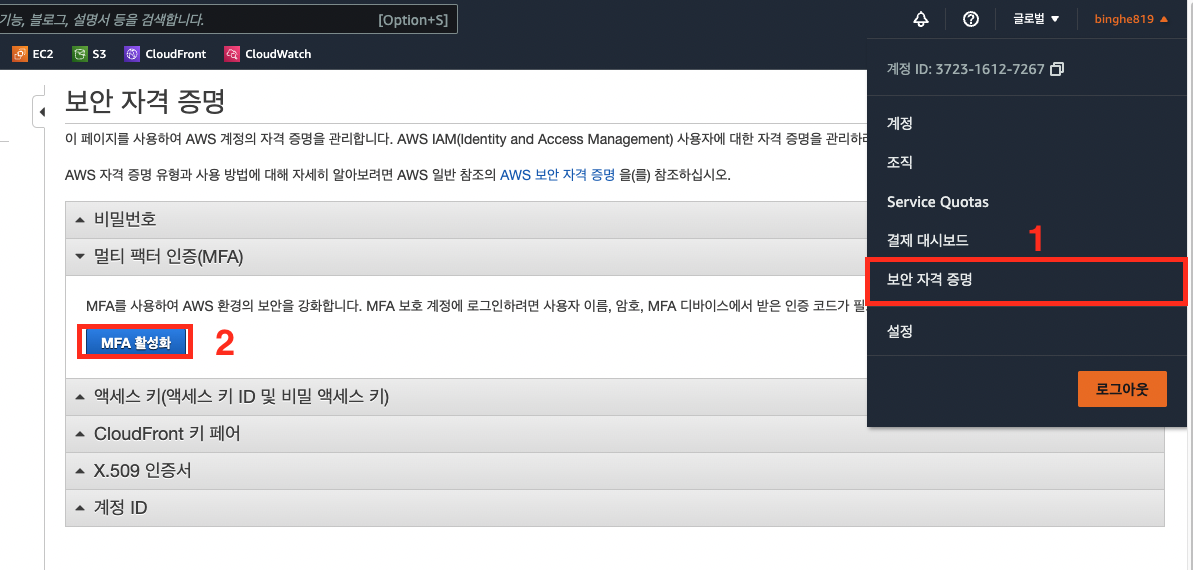 기능, 블로그, 설명서 등을 검색합니다. [Option+S] 글로벌 ▼ binghe819 ▲
EC2 S3 CloudFront CloudWatch
계정 ID: 3723-1612-7267
계정
조직
Service Quotas
결제 대시보드
1
보안 자격 증명
설정
로그아웃
보안 자격 증명
이 페이지를 사용하여 AWS 계정의 자격 증명을 관리합니다. AWS IAM(Identity and Access Management) 사용자에 대한 자격 증명을 관리하려
AWS 자격 증명 유형과 사용 방법에 대해 자세히 알아보려면 AWS 일반 참조의 AWS 보안 자격 증명 을(를) 참조하십시오.
비밀번호
멀티 팩터 인증(MFA)
MFA를 사용하여 AWS 환경의 보안을 강화합니다. MFA 보호 계정에 로그인하려면 사용자 이름, 암호, MFA 디바이스에서 받은 인증 코드가
MFA 활성화 2
액세스 키(액세스 키 ID 및 비밀 액세스 키)
CloudFront 키 페어
X.509 인증서
계정 ID